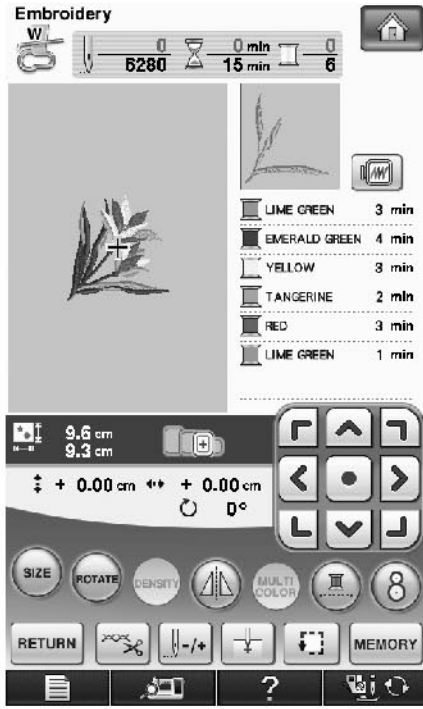 Embroidery
W
0 0 min 0
6280 15 min 6
LIME GREEN 3 min
EMERALD GREEN 4 min
YELLOW 3 min
TANGERINE 2 min
RED 3 min
LIME GREEN 1 min
9.6 cm
9.3 cm
+ 0.00 cm + 0.00 cm
0°
SIZE ROTATE DENSITY MULTI COLOR
RETURN -/+ MEMORY
?